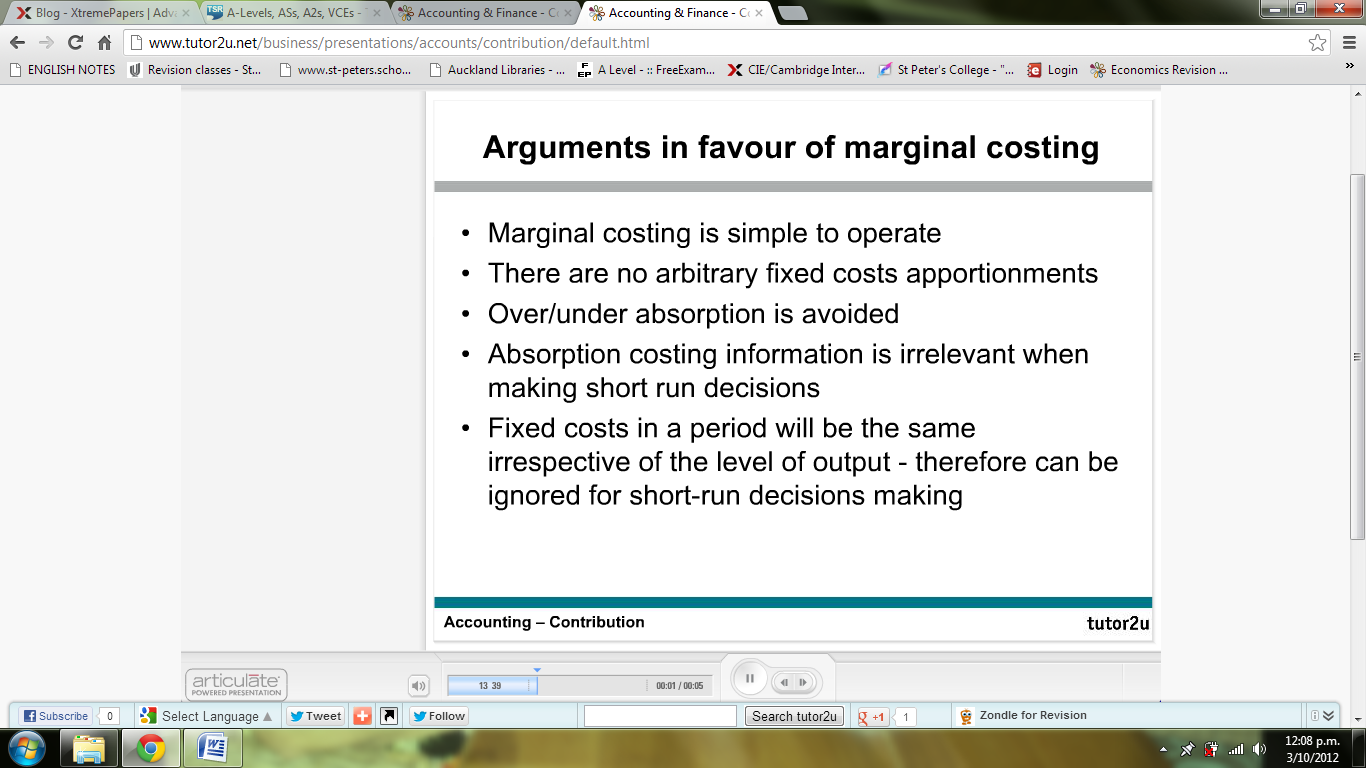 Blog - XtremePapers | Adva
TSR A-Levels, ASs, A2s, VCEs -
Accounting & Finance - Co
Accounting & Finance - Co
www.tutor2u.net/business/presentations/accounts/contribution/default.html
ENGLISH NOTES
Revision classes - St...
www.st-peters.scho...
Auckland Libraries - ...
F EP
A Level - :: FreeExam...
CIE/Cambridge Inter...
St Peter's College - "...
Login
Economics Revision ...
»
Arguments in favour of marginal costing
• Marginal costing is simple to operate
• There are no arbitrary fixed costs apportionments
• Over/under absorption is avoided
• Absorption costing information is irrelevant when
making short run decisions
• Fixed costs in a period will be the same
irrespective of the level of output - therefore can be
ignored for short-run decisions making
Accounting – Contribution
tutor2u
articulate
POWERED PRESENTATION
13 39
00:01 / 00:05
Subscribe 0
Select Language
Tweet
Follow
Search tutor2u
g +1 1
Zondle for Revision
12:08 p.m.
3/10/2012